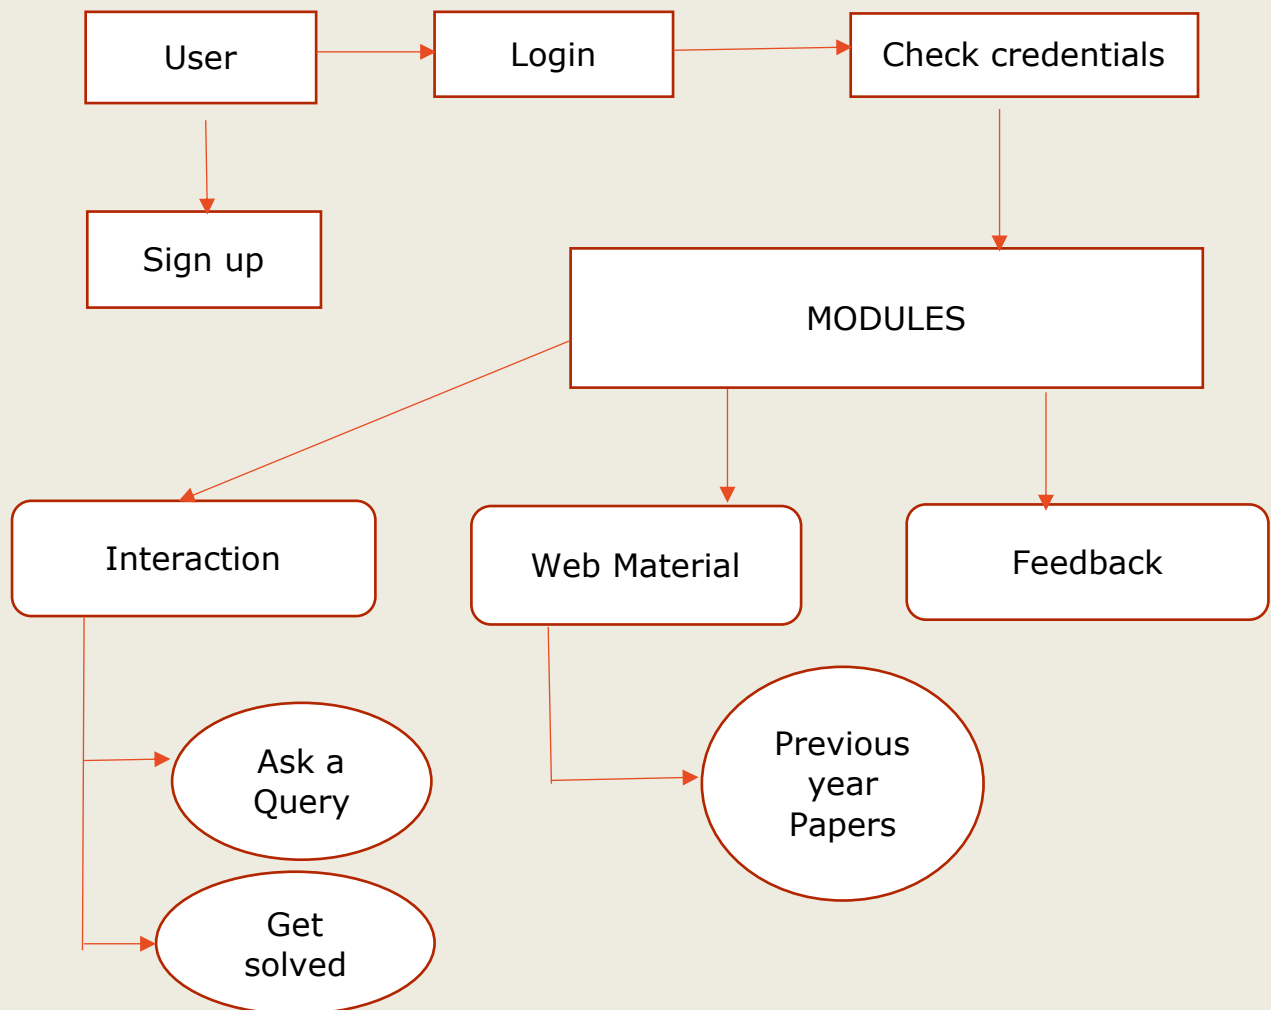 User
Login
Check credentials
Sign up
MODULES
Interaction
Web Material
Feedback
Ask a
Query
Previous
year
Papers
Get
solved